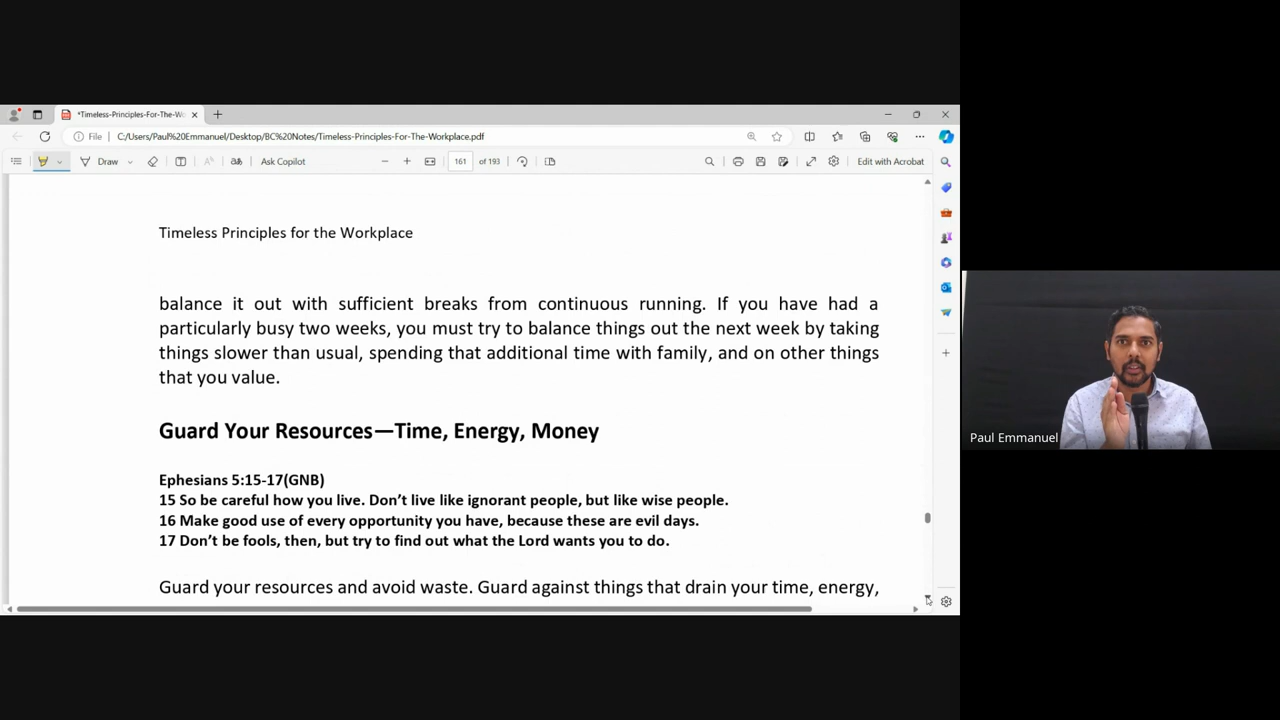 *Timeless-Principles-For-The-Wo
File
C:/Users/Paul%20Emmanuel/Desktop/BC%20Notes/Timeless-Principles-For-The-Workplace.pdf
Draw
Ask Copilot
161 of 193
Edit with Acrobat
Timeless Principles for the Workplace
balance it out with sufficient breaks from continuous running. If you have had a
particularly busy two weeks, you must try to balance things out the next week by taking
things slower than usual, spending that additional time with family, and on other things
that you value.
Guard Your Resources—Time, Energy, Money
Ephesians 5:15-17(GNB)
15 So be careful how you live. Don’t live like ignorant people, but like wise people.
16 Make good use of every opportunity you have, because these are evil days.
17 Don’t be fools, then, but try to find out what the Lord wants you to do.
Guard your resources and avoid waste. Guard against things that drain your time, energy,
Paul Emmanuel